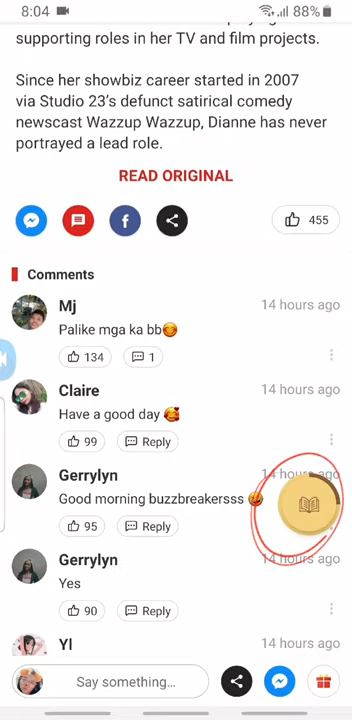 8:04
88%
supporting roles in her TV and film projects.
Since her showbiz career started in 2007
via Studio 23's defunct satirical comedy
newscast Wazzup Wazzup, Dianne has never
portrayed a lead role.
READ ORIGINAL
455
Comments
Mj
14 hours ago
Palike mga ka bb🥰
134
1
Claire
14 hours ago
Have a good day 🥰
99
Reply
Gerrylyn
14 hours ago
Good morning buzzbreakersss
95
Reply
Gerrylyn
14 hours ago
Yes
90
Reply
Yl
14 hours ago
Say something...